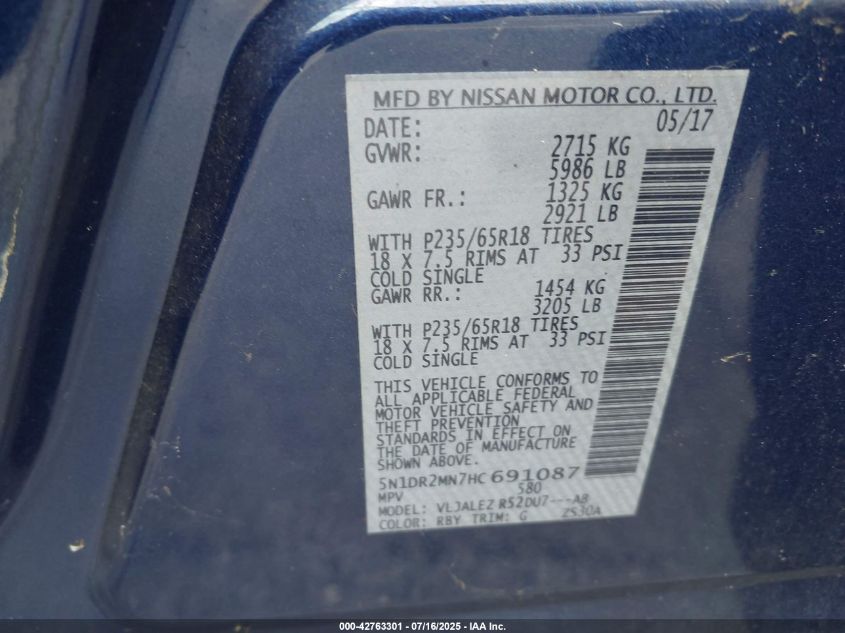 MFD BY NISSAN MOTOR CO., LTD.
DATE: 05/17
GVWR: 2715 KG
5986 LB
GAWR FR.: 1325 KG
2921 LB
WITH P235/65R18 TIRES
18 X 7.5 RIMS AT 33 PSI
COLD SINGLE
GAWR RR.: 1454 KG
3205 LB
WITH P235/65R18 TIRES
18 X 7.5 RIMS AT 33 PSI
COLD SINGLE
THIS VEHICLE CONFORMS TO
ALL APPLICABLE FEDERAL
MOTOR VEHICLE SAFETY AND
THEFT PREVENTION
STANDARDS IN EFFECT ON
THE DATE OF MANUFACTURE
SHOWN ABOVE.
5N1DR2MN7HC691087
MPV 580
MODEL: VLJALEZ R52DU7---A8
COLOR: RBY TRIM: G ZS30A
000-42763301 - 07/16/2025 - IAA Inc.